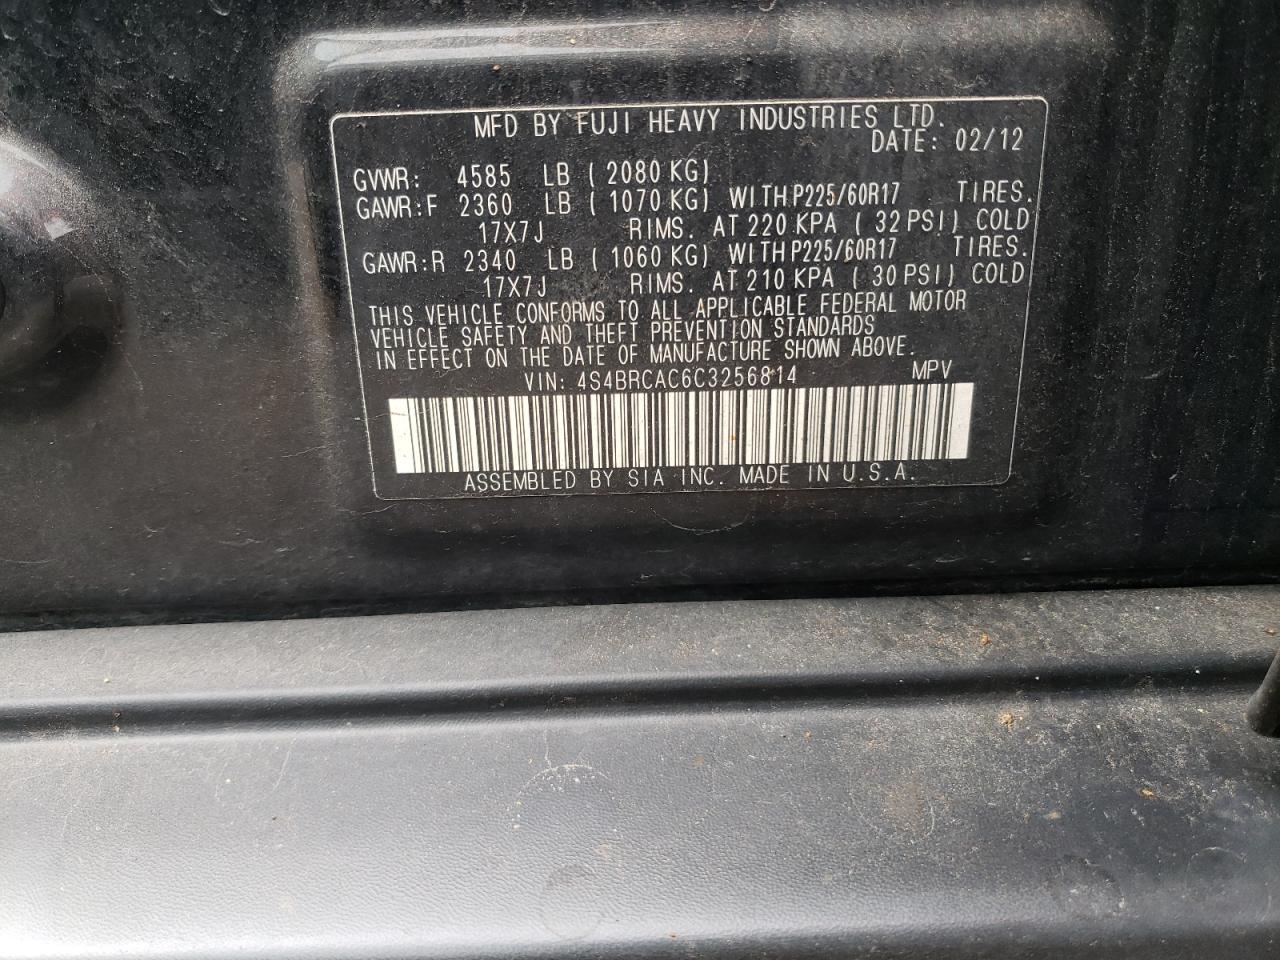 MFD BY FUJI HEAVY INDUSTRIES LTD.
DATE: 02/12
GVWR: 4585 LB ( 2080 KG)
GAWR:F 2360 LB ( 1070 KG) WITH P225/60R17 TIRES.
17X7J RIMS. AT 220 KPA ( 32 PSI) COLD
GAWR:R 2340 LB ( 1060 KG) WITH P225/60R17 TIRES.
17X7J RIMS. AT 210 KPA ( 30 PSI) COLD
THIS VEHICLE CONFORMS TO ALL APPLICABLE FEDERAL MOTOR
VEHICLE SAFETY AND THEFT PREVENTION STANDARDS
IN EFFECT ON THE DATE OF MANUFACTURE SHOWN ABOVE.
VIN: 4S4BRCAC6C3256814 MPV
ASSEMBLED BY SIA INC. MADE IN U.S.A.